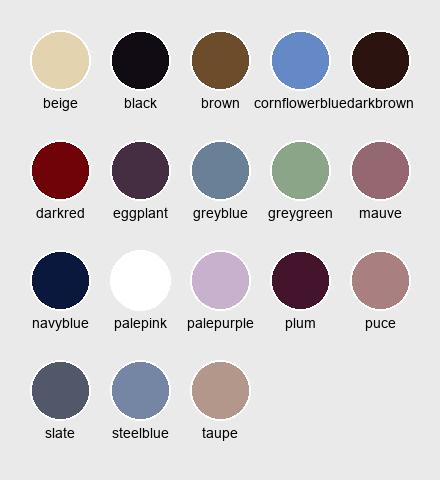 beige black brown cornflowerblue darkbrown
darkred eggplant greyblue greygreen mauve
navyblue palepink palepurple plum puce
slate steelblue taupe